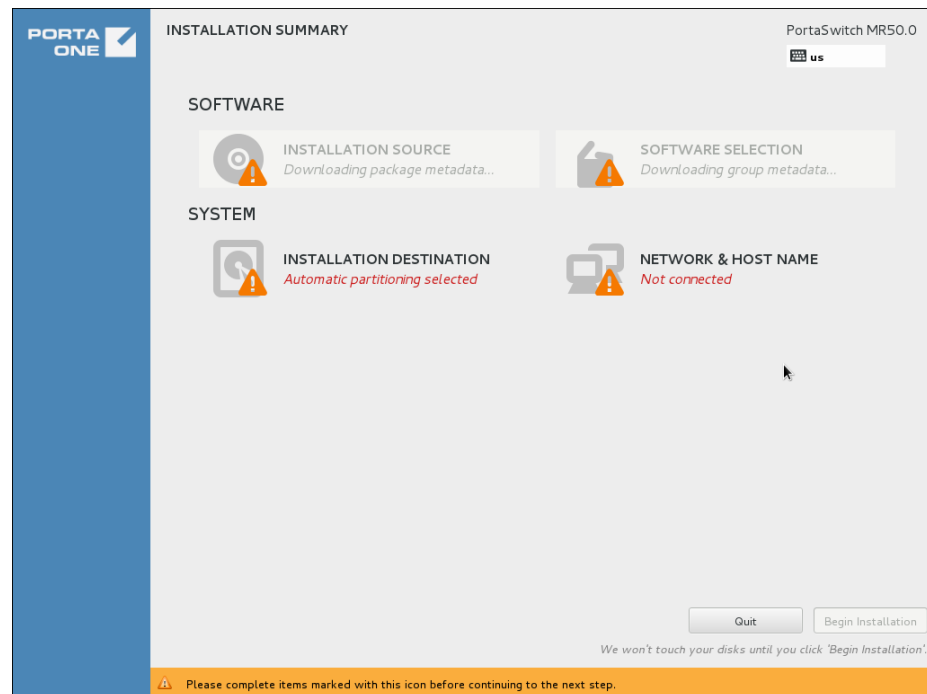 PORTA
ONE
INSTALLATION SUMMARY
PortaSwitch MR50.0
us
SOFTWARE
INSTALLATION SOURCE
Downloading package metadata...
SOFTWARE SELECTION
Downloading group metadata...
SYSTEM
INSTALLATION DESTINATION
Automatic partitioning selected
NETWORK & HOST NAME
Not connected
Quit
Begin Installation
We won't touch your disks until you click 'Begin Installation'.
Please complete items marked with this icon before continuing to the next step.